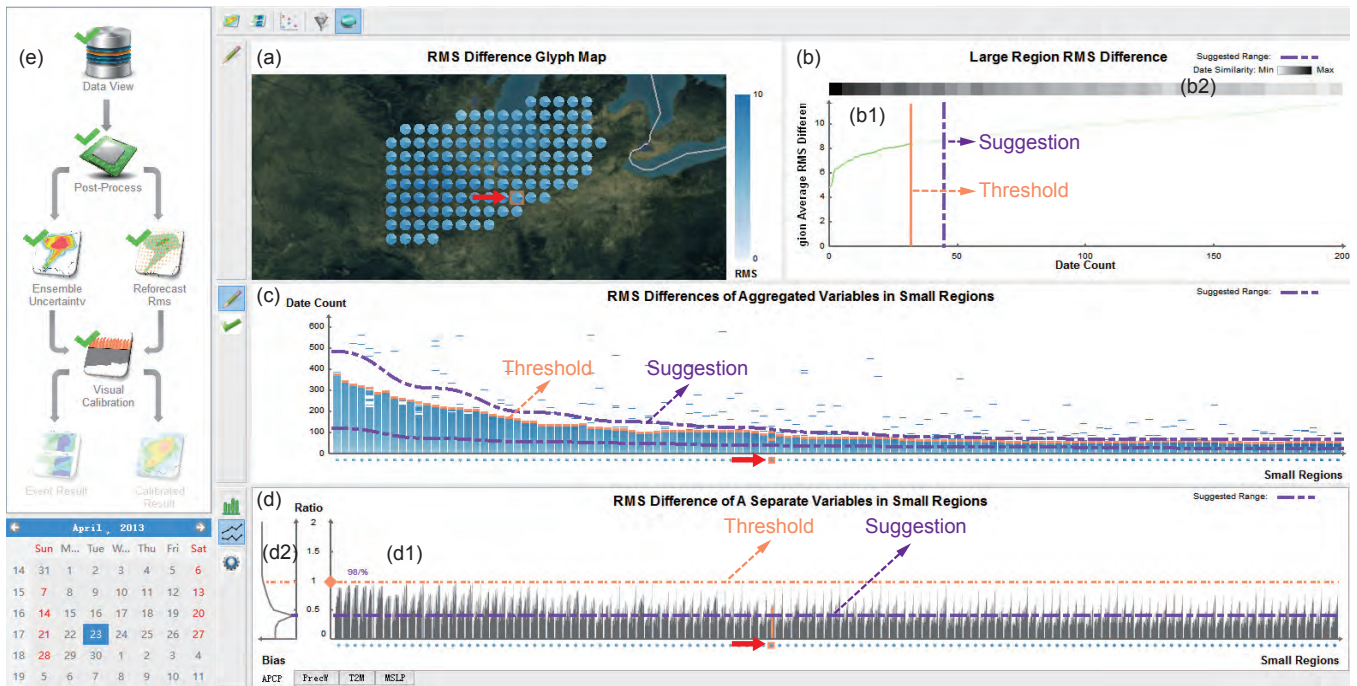 (e)
Data View
Post-Process
Ensemble
Uncertainty
Reforecast
Rms
Visual
Calibration
Event Result
Calibrated
Result
April , 2013
Sun M... Tue W... Thu Fri Sat
14 31 1 2 3 4 5 6
15 7 8 9 10 11 12 13
16 14 15 16 17 18 19 20
17 21 22 23 24 25 26 27
18 28 29 30 1 2 3 4
19 5 6 7 8 9 10 11
(a)
RMS Difference Glyph Map
10
0
RMS
(b)
Large Region RMS Difference
Suggested Range:
Date Similarity: Min Max
(b2)
(b1)
gion Average RMS Differen
10
8
6
4
2
0
Suggestion
Threshold
0 50 100 150 200
Date Count
(c)
Date Count
RMS Differences of Aggregated Variables in Small Regions
Suggested Range:
600
500
400
300
200
100
0
Threshold
Suggestion
Small Regions
(d)
Ratio
RMS Difference of A Separate Variables in Small Regions
Suggested Range:
2
1.5
1
0.5
0
(d2)
(d1)
98/%
Threshold
Suggestion
Bias
Small Regions
APCP PrecW T2M MSLP